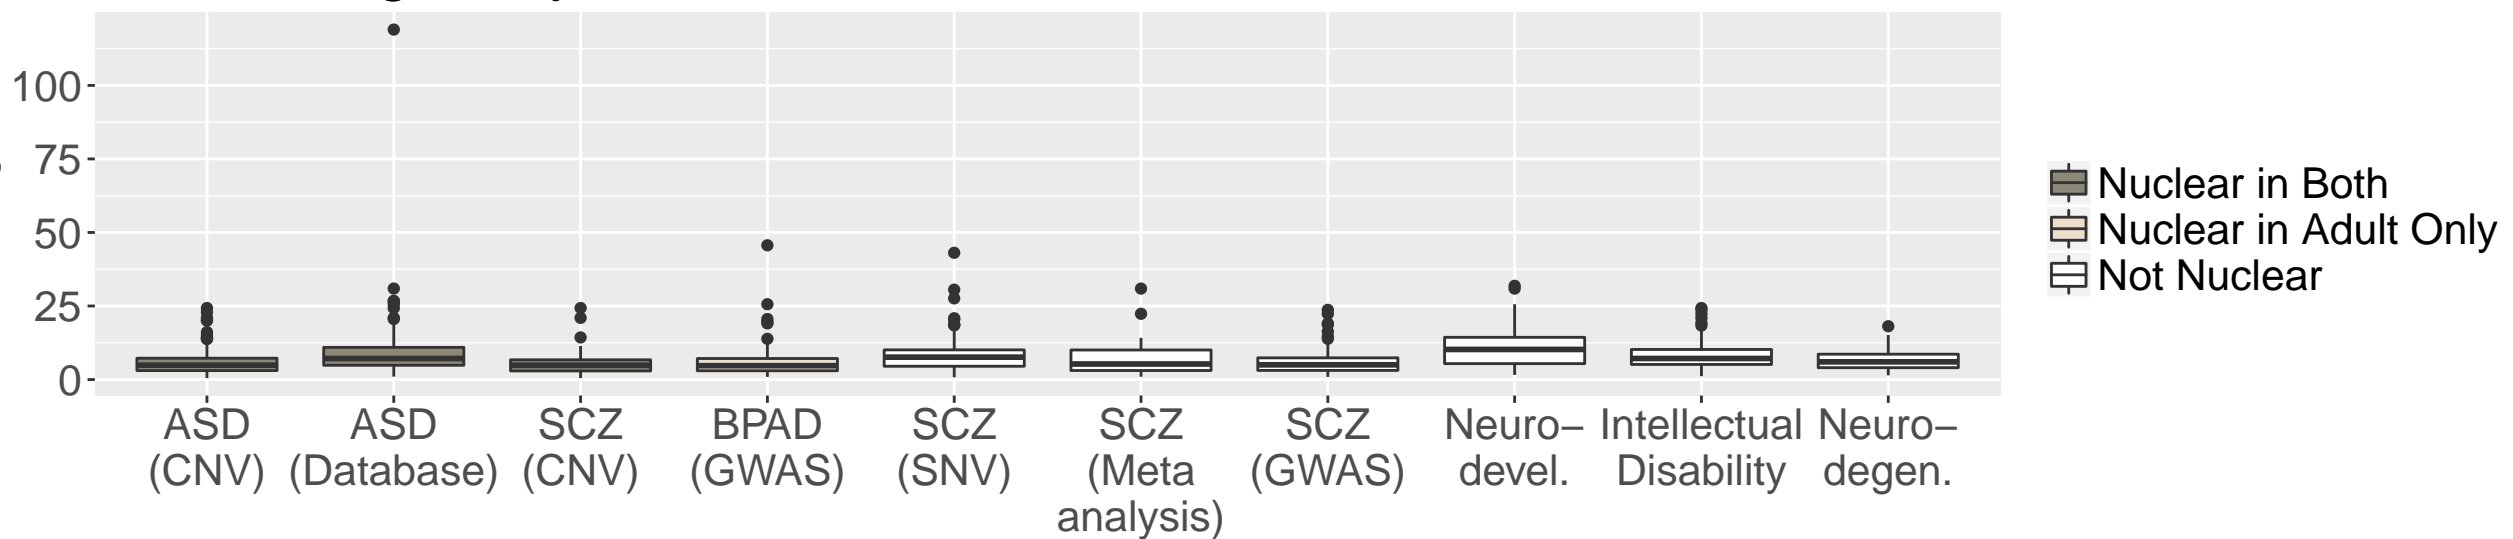 100
75
50
25
0
ASD
(CNV)
ASD
(Database)
SCZ
(CNV)
BPAD
(GWAS)
SCZ
(SNV)
SCZ
(Meta
analysis)
SCZ
(GWAS)
Neuro–
devel.
Intellectual
Disability
Neuro–
degen.
Nuclear in Both
Nuclear in Adult Only
Not Nuclear